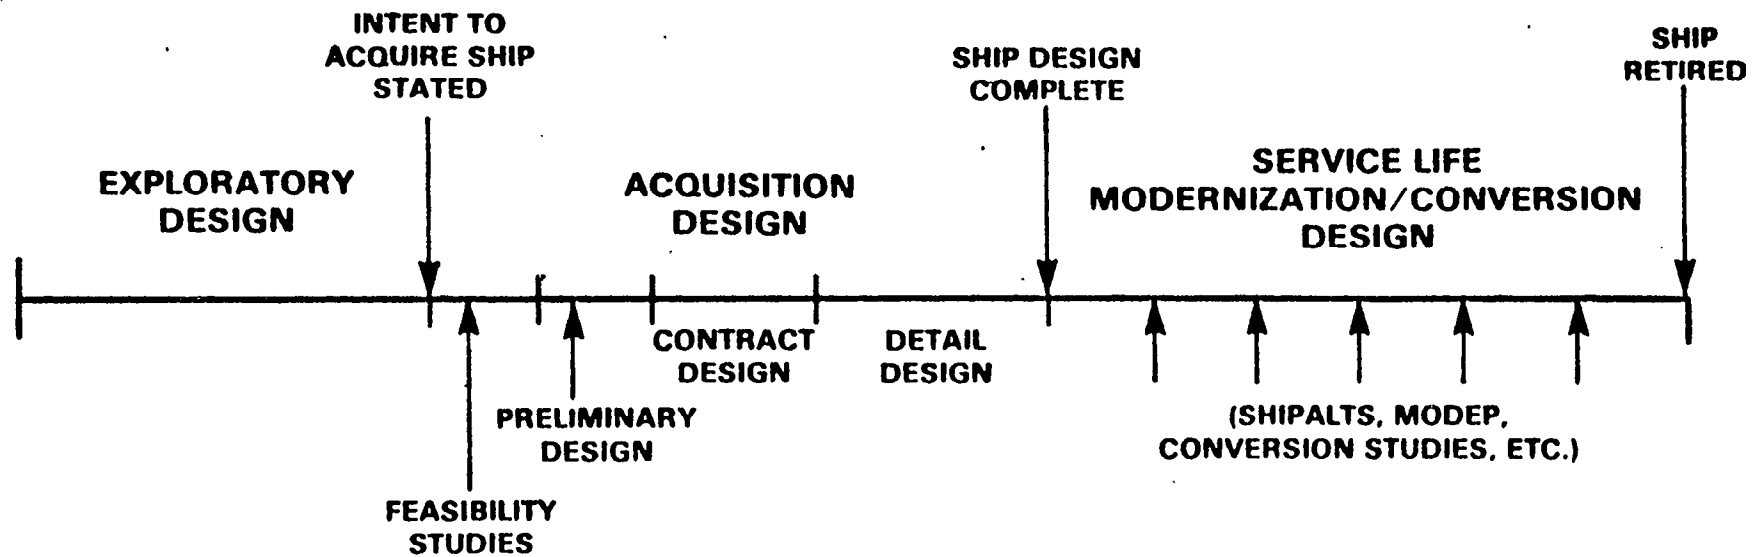 INTENT TO
ACQUIRE SHIP
STATED
SHIP DESIGN
COMPLETE
SHIP
RETIRED
EXPLORATORY
DESIGN
ACQUISITION
DESIGN
SERVICE LIFE
MODERNIZATION/CONVERSION
DESIGN
CONTRACT
DESIGN
DETAIL
DESIGN
PRELIMINARY
DESIGN
(SHIPALTS, MODEP,
CONVERSION STUDIES, ETC.)
FEASIBILITY
STUDIES